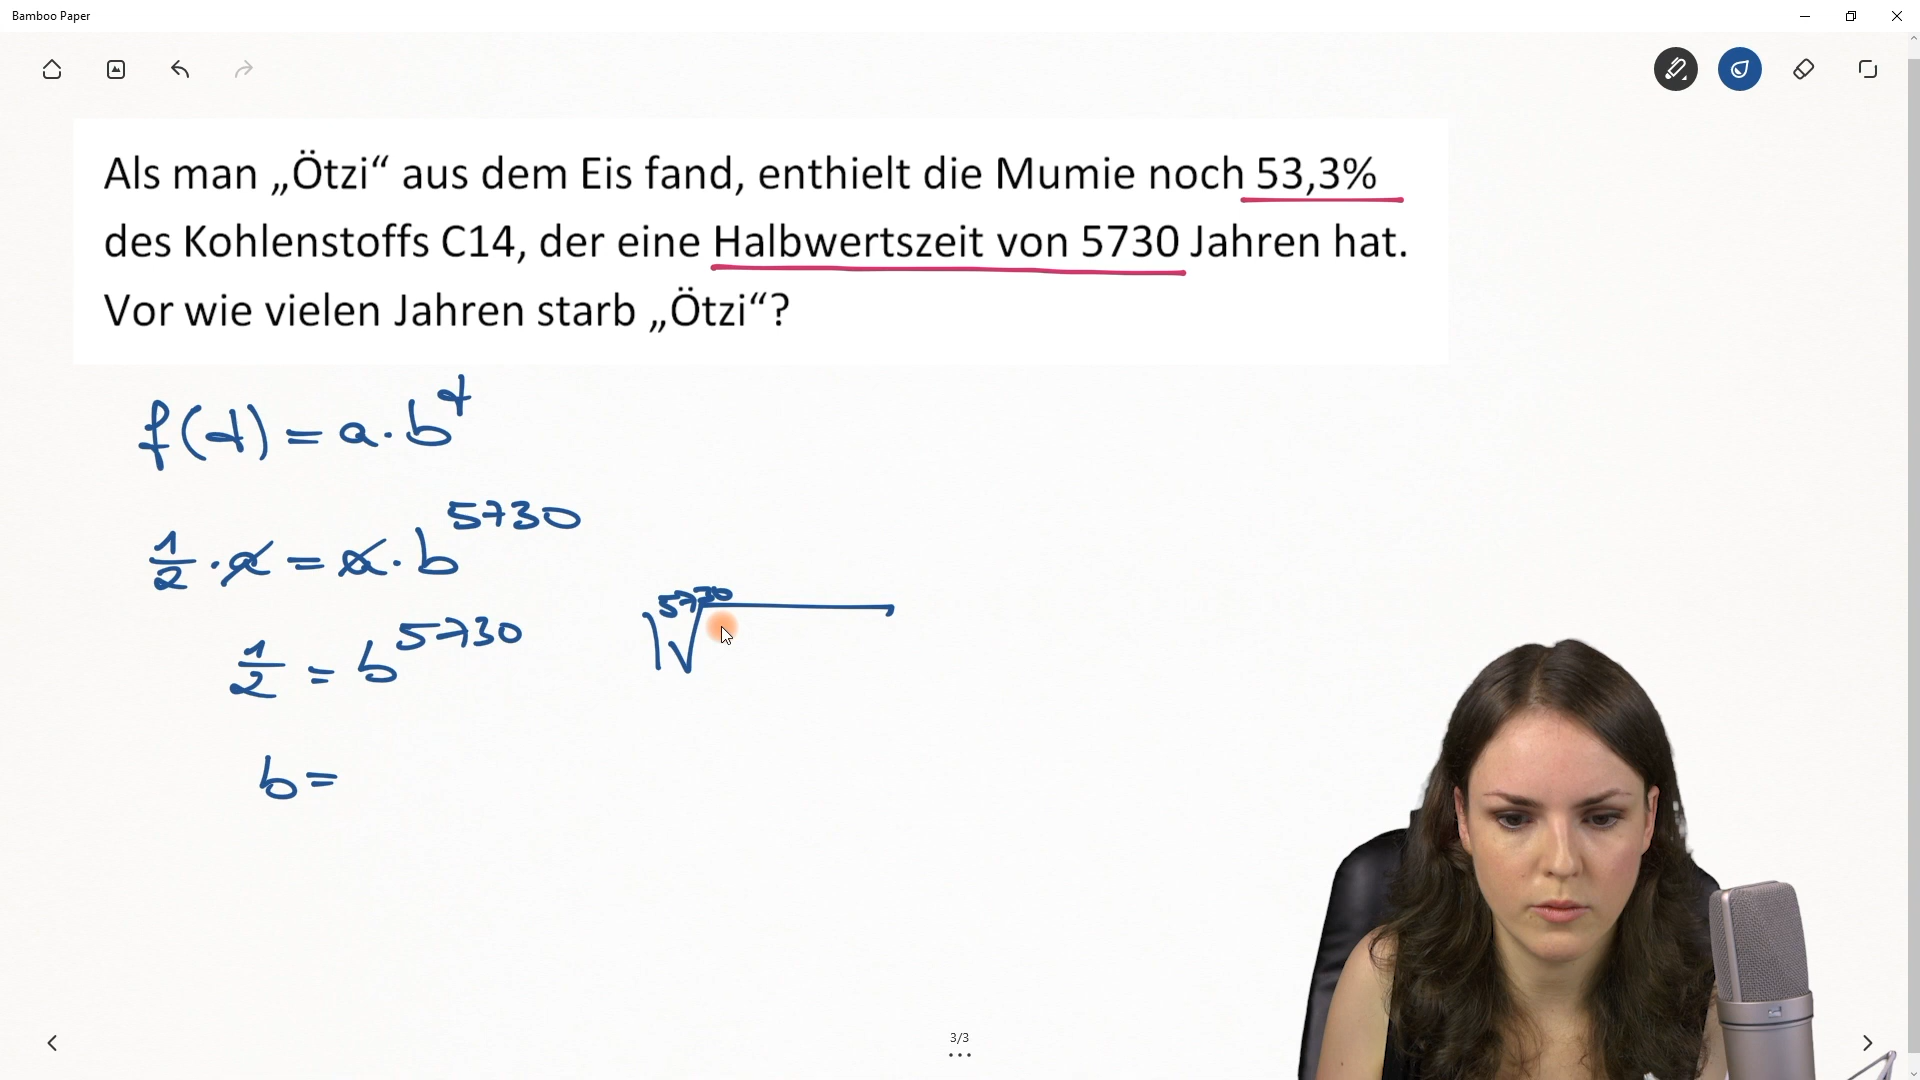 Bamboo Paper
Als man „Ötzi“ aus dem Eis fand, enthielt die Mumie noch 53,3%
des Kohlenstoffs C14, der eine Halbwertszeit von 5730 Jahren hat.
Vor wie vielen Jahren starb „Ötzi“?
f(t) = a · b^t
1/2 · a = a · b^5730
1/2 = b^5730 | 5730√
b =
3/3